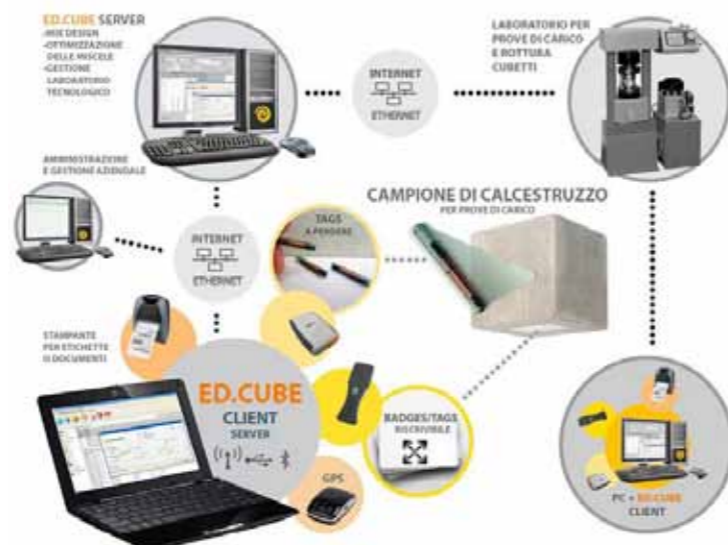 ED.CUBE SERVER
-MIX DESIGN
-OTTIMIZZAZIONE
DELLE MISCELE
-GESTIONE
LABORATORIO
TECNOLOGICO
INTERNET
ETHERNET
LABORATORIO PER
PROVE DI CARICO
E ROTTURA
CUBETTI
AMMINISTRAZIONE
E GESTIONE AZIENDALE
INTERNET
ETHERNET
TAGS
A PERDERE
CAMPIONE DI CALCESTRUZZO
PER PROVE DI CARICO
STAMPANTE
PER ETICHETTE
O DOCUMENTI
ED.CUBE
CLIENT
SERVER
GPS
BADGES/TAGS
RISCRIVIBILE
PC + ED.CUBE
CLIENT